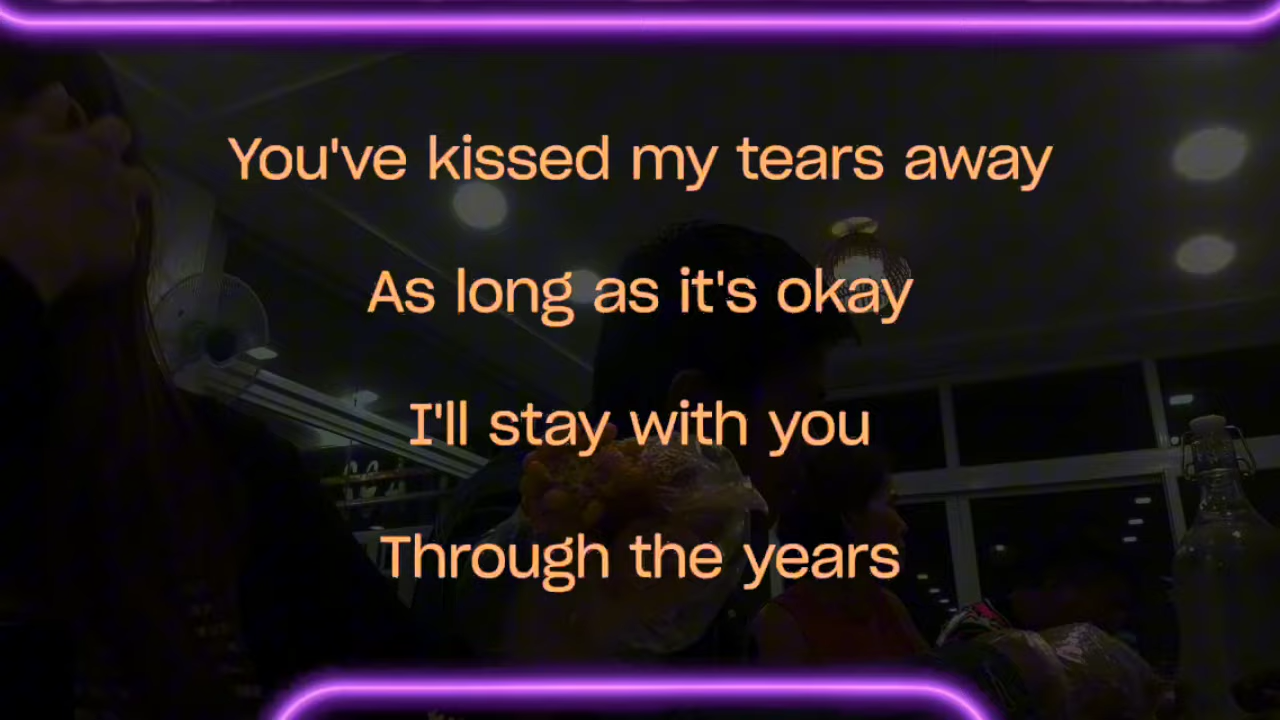 You've kissed my tears away
As long as it's okay
I'll stay with you
Through the years